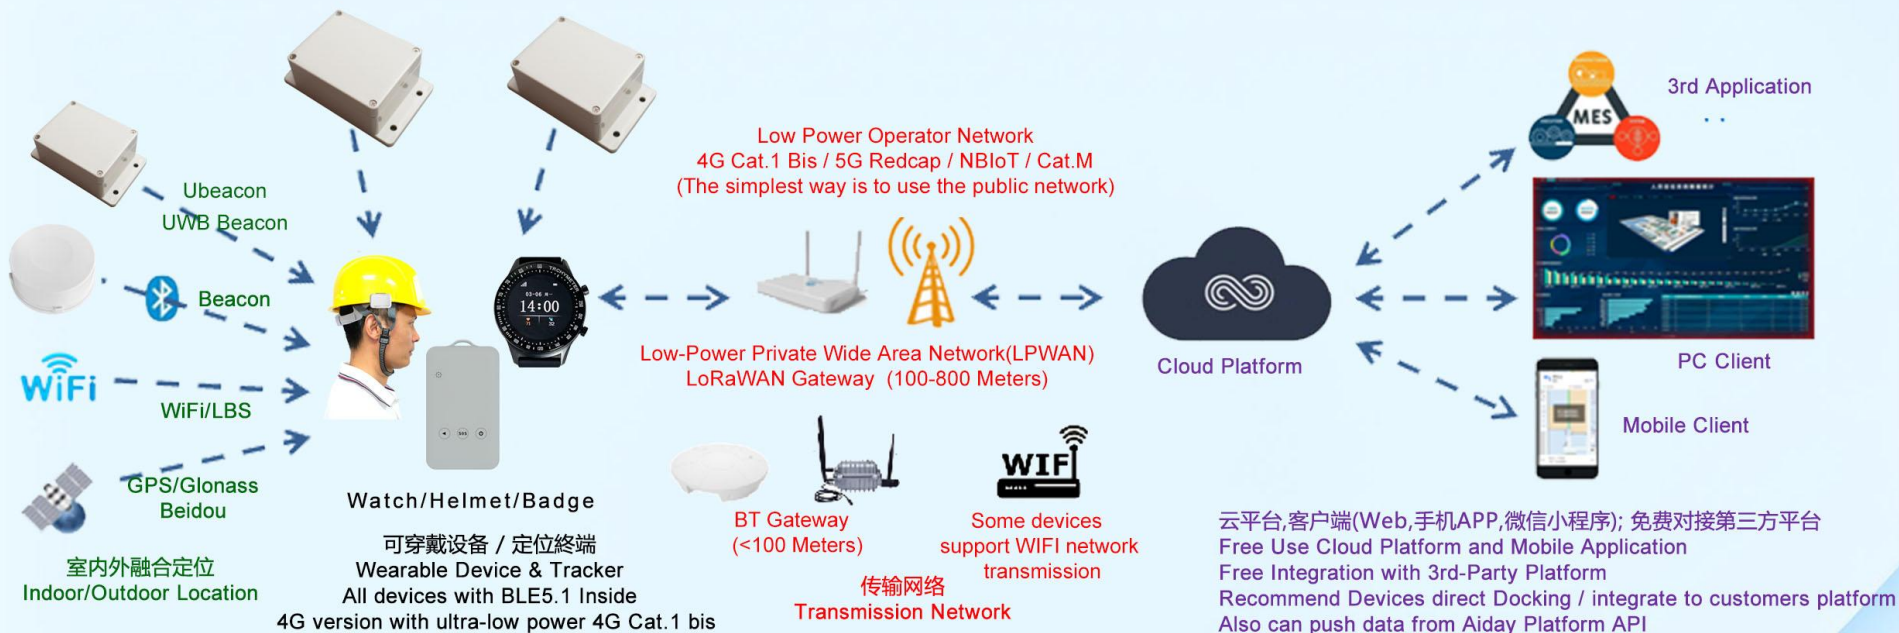 Ubeacon
UWB Beacon
Beacon
WiFi
WiFi/LBS
GPS/Glonass
Beidou
室内外融合定位
Indoor/Outdoor Location
14:00
Watch/Helmet/Badge
可穿戴设备 / 定位終端
Wearable Device & Tracker
All devices with BLE5.1 Inside
4G version with ultra-low power 4G Cat.1 bis
Low Power Operator Network
4G Cat.1 Bis / 5G Redcap / NBIoT / Cat.M
(The simplest way is to use the public network)
Low-Power Private Wide Area Network(LPWAN)
LoRaWAN Gateway (100-800 Meters)
BT Gateway
(<100 Meters)
WIFI
Some devices
support WIFI network
transmission
传输网络
Transmission Network
Cloud Platform
MES
3rd Application
PC Client
Mobile Client
云平台,客户端(Web,手机APP,微信小程序); 免费对接第三方平台
Free Use Cloud Platform and Mobile Application
Free Integration with 3rd-Party Platform
Recommend Devices direct Docking / integrate to customers platform
Also can push data from Aiday Platform API